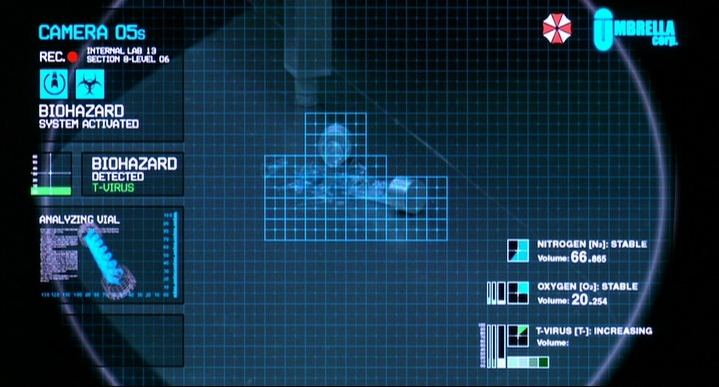 CAMERA 05s
REC.
INTERNAL LAB 13
SECTION B-LEVEL 06
BIOHAZARD
SYSTEM ACTIVATED
BIOHAZARD
DETECTED
T-VIRUS
ANALYZING VIAL
UMBRELLA
corp.
NITROGEN [N₂]: STABLE
Volume: 66.865
OXYGEN [O₂]: STABLE
Volume: 20.254
T-VIRUS [T-]: INCREASING
Volume: